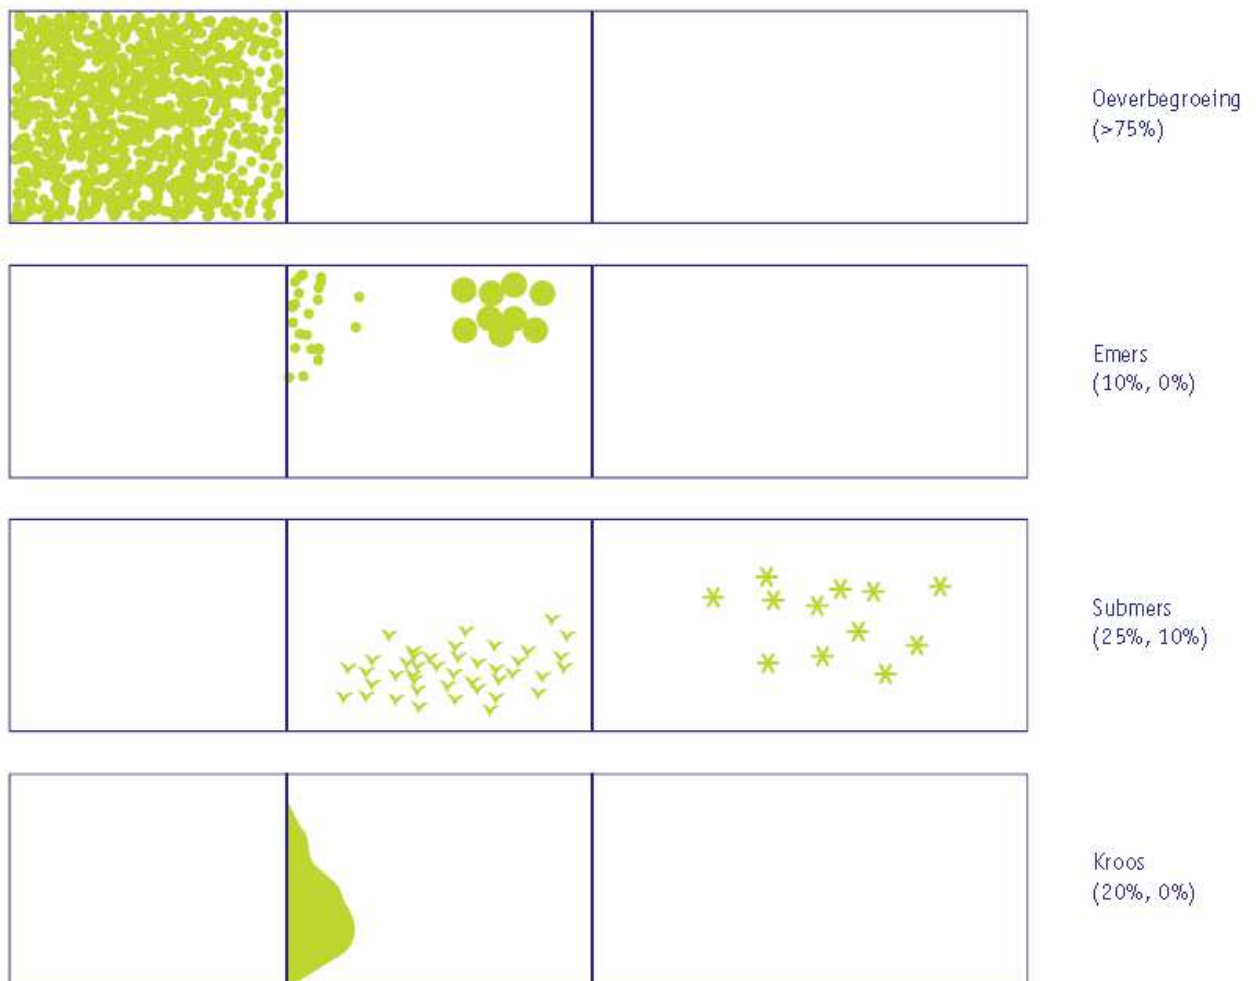 Oeverbegroeing
(>75%)
Emers
(10%, 0%)
Submers
(25%, 10%)
Kroos
(20%, 0%)